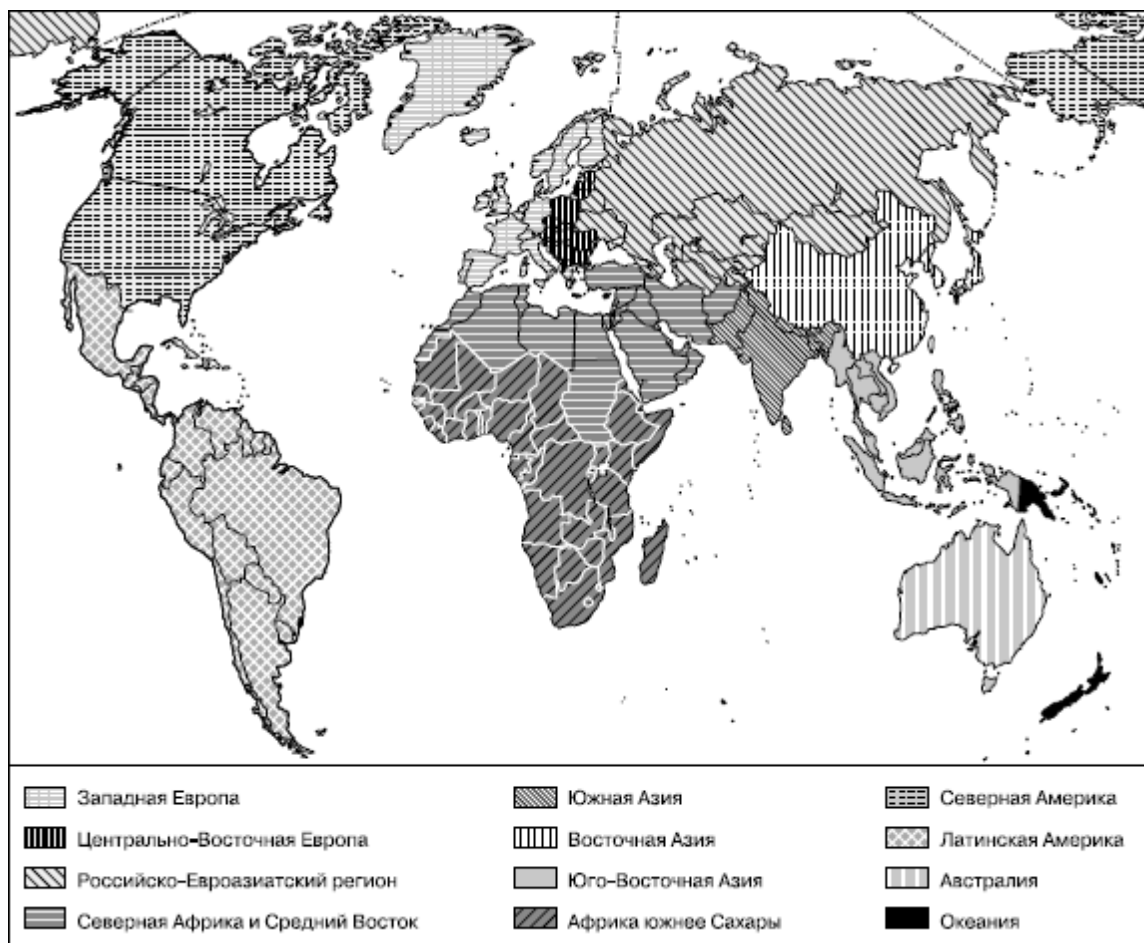 Западная Европа
Центрально-Восточная Европа
Российско-Евроазиатский регион
Северная Африка и Средний Восток
Южная Азия
Восточная Азия
Юго-Восточная Азия
Африка южнее Сахары
Северная Америка
Латинская Америка
Австралия
Океания